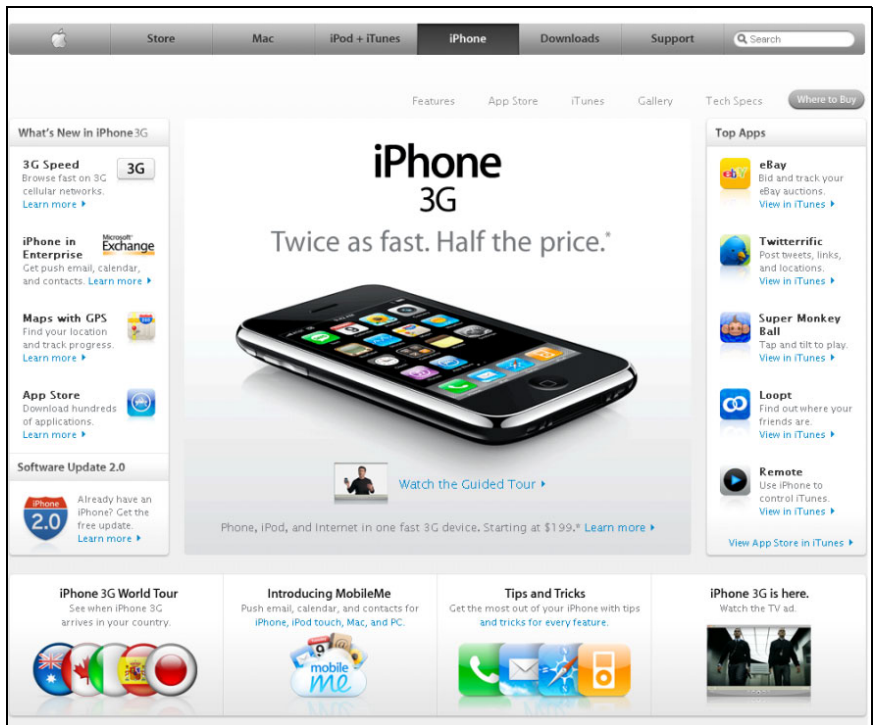 Store
Mac
iPod + iTunes
iPhone
Downloads
Support
Search
Features
App Store
iTunes
Gallery
Tech Specs
Where to Buy
What's New in iPhone 3G
3G Speed
3G
Browse fast on 3G
cellular networks.
Learn more
iPhone in
Enterprise
Microsoft
Exchange
Get push email, calendar,
and contacts. Learn more
Maps with GPS
Find your location
and track progress.
Learn more
App Store
Download hundreds
of applications.
Learn more
Software Update 2.0
iPhone
2.0
Already have an
iPhone? Get the
free update.
Learn more
iPhone
3G
Twice as fast. Half the price.*
Watch the Guided Tour
Phone, iPod, and Internet in one fast 3G device. Starting at $199.* Learn more
Top Apps
ebY
eBay
Bid and track your
eBay auctions.
View in iTunes
Twitterrific
Post tweets, links,
and locations.
View in iTunes
Super Monkey
Ball
Tap and tilt to play.
View in iTunes
Loopt
Find out where your
friends are.
View in iTunes
Remote
Use iPhone to
control iTunes.
View in iTunes
View App Store in iTunes
iPhone 3G World Tour
See when iPhone 3G
arrives in your country.
Introducing MobileMe
Push email, calendar, and contacts for
iPhone, iPod touch, Mac, and PC.
9
@
mobile
me
Tips and Tricks
Get the most out of your iPhone with tips
and tricks for every feature.
iPhone 3G is here.
Watch the TV ad.